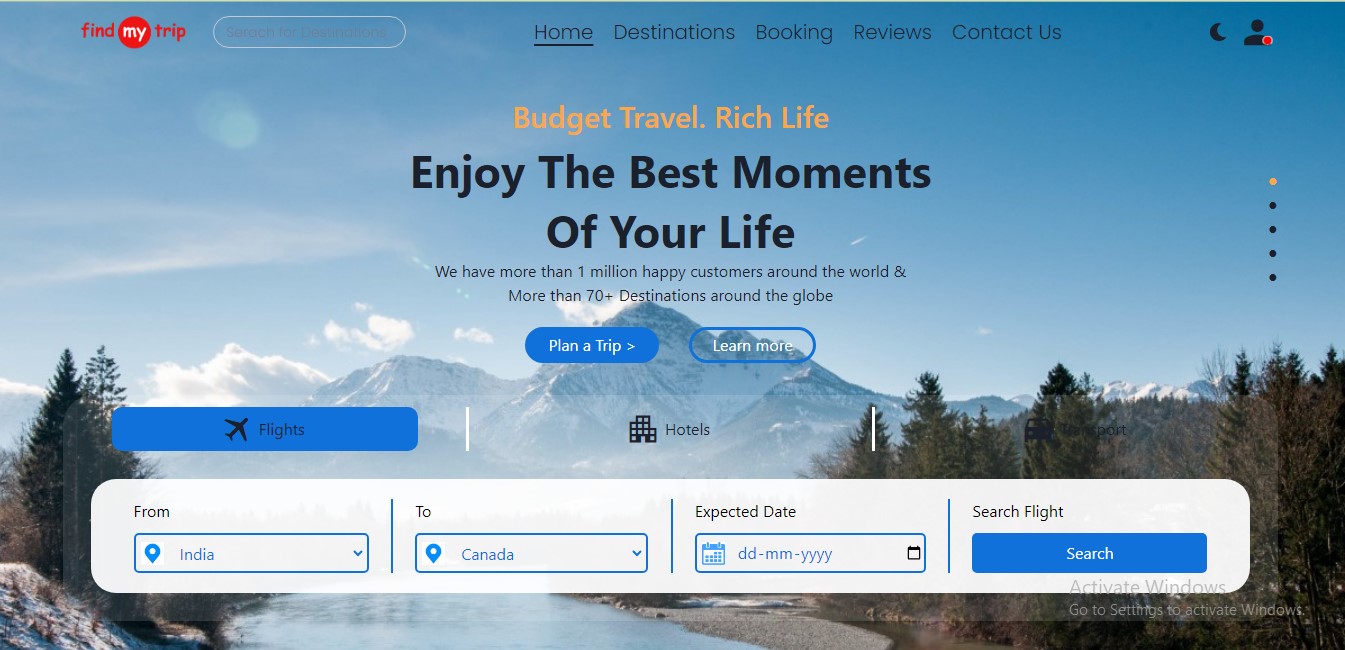 find my trip
Serach for Destinations
Home Destinations Booking Reviews Contact Us
Budget Travel. Rich Life
Enjoy The Best Moments
Of Your Life
We have more than 1 million happy customers around the world &
More than 70+ Destinations around the globe
Plan a Trip > Learn more
Flights Hotels Transport
From To Expected Date Search Flight
India Canada dd-mm-yyyy Search
Activate Windows
Go to Settings to activate Windows.